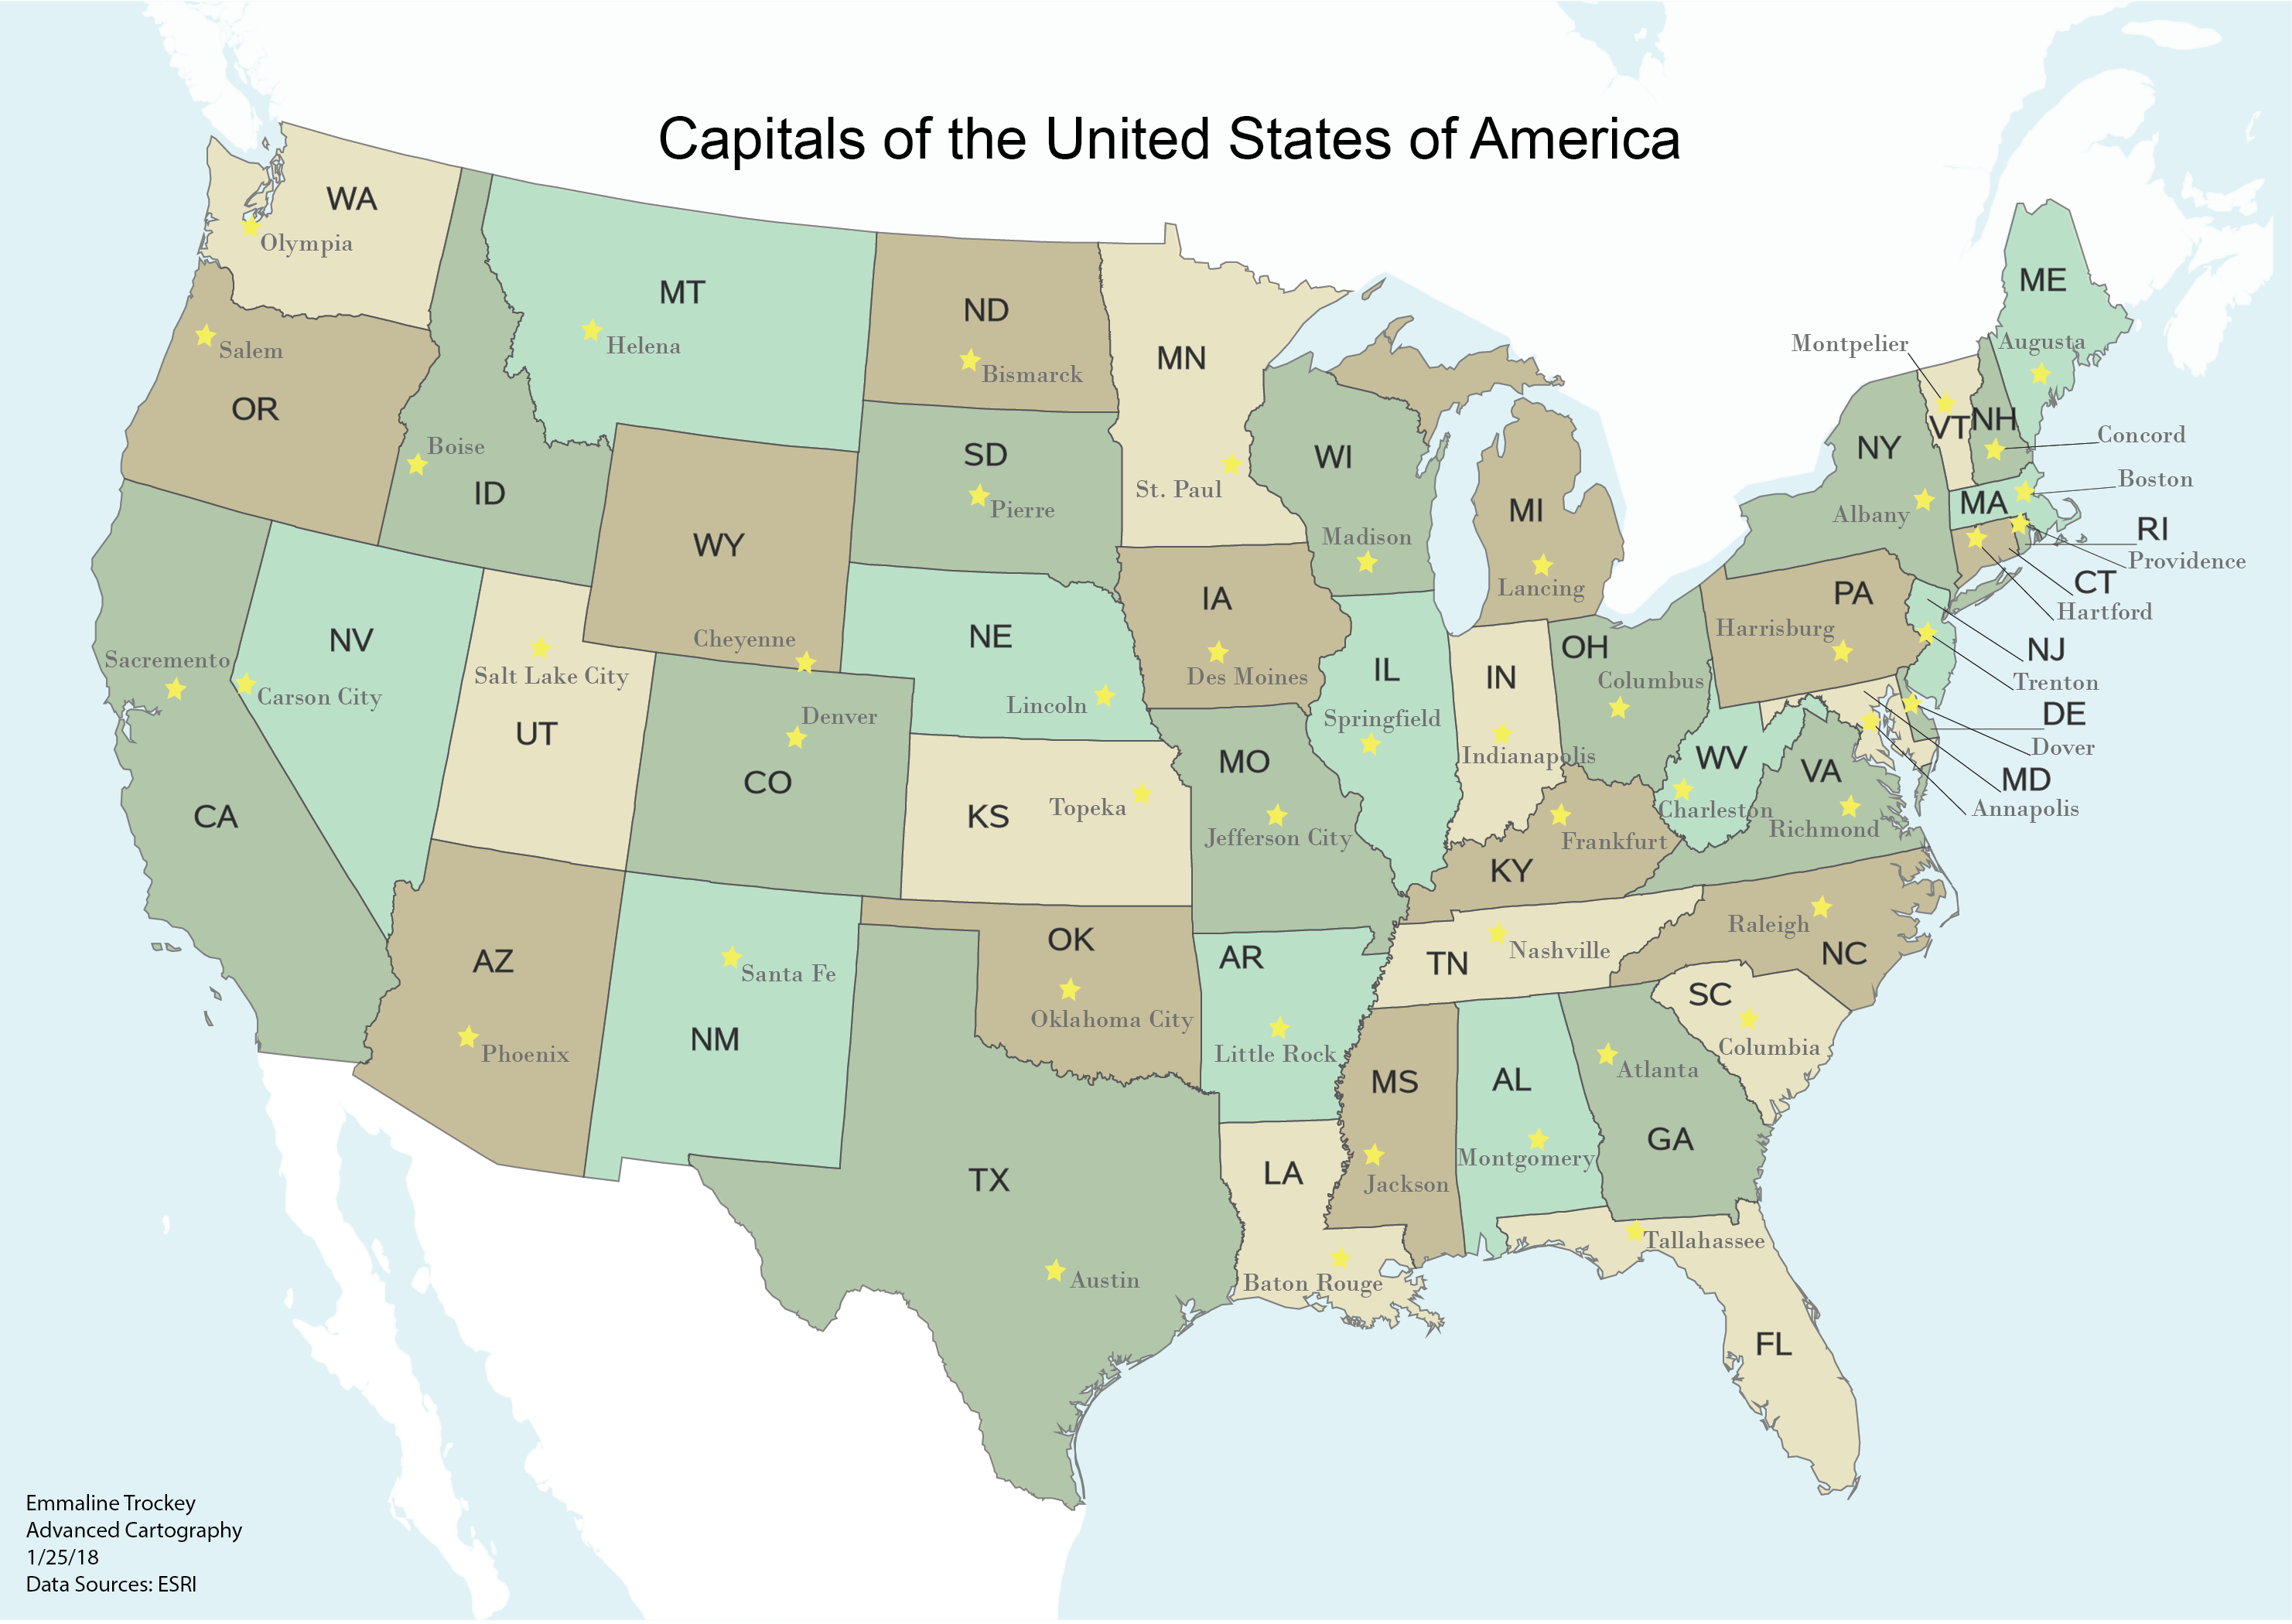 Capitals of the United States of America
WA
Olympia
MT
Helena
ND
Bismarck
MN
St. Paul
ME
Augusta
Montpelier
VT
NH
Concord
Salem
OR
Boise
ID
SD
Pierre
WI
Madison
MI
Lancing
NY
Albany
MA
Boston
RI
Providence
CT
Hartford
WY
Cheyenne
IA
Des Moines
NE
Lincoln
PA
Harrisburg
NJ
Trenton
NV
Carson City
Sacremento
CA
Salt Lake City
UT
Denver
CO
KS
Topeka
MO
Jefferson City
IL
Springfield
IN
Indianapolis
OH
Columbus
WV
Charleston
VA
Richmond
DE
Dover
MD
Annapolis
Frankfurt
KY
AZ
Phoenix
Santa Fe
NM
OK
Oklahoma City
AR
Little Rock
TN
Nashville
Raleigh
NC
SC
Columbia
TX
Austin
LA
Baton Rouge
MS
Jackson
AL
Montgomery
Atlanta
GA
Tallahassee
FL
Emmaline Trockey
Advanced Cartography
1/25/18
Data Sources: ESRI